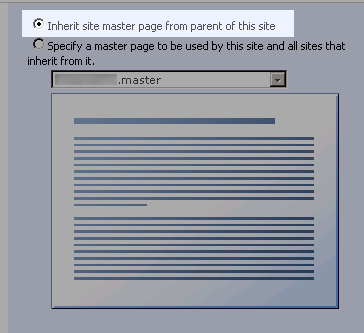 Inherit site master page from parent of this site
Specify a master page to be used by this site and all sites that
inherit from it.
.master